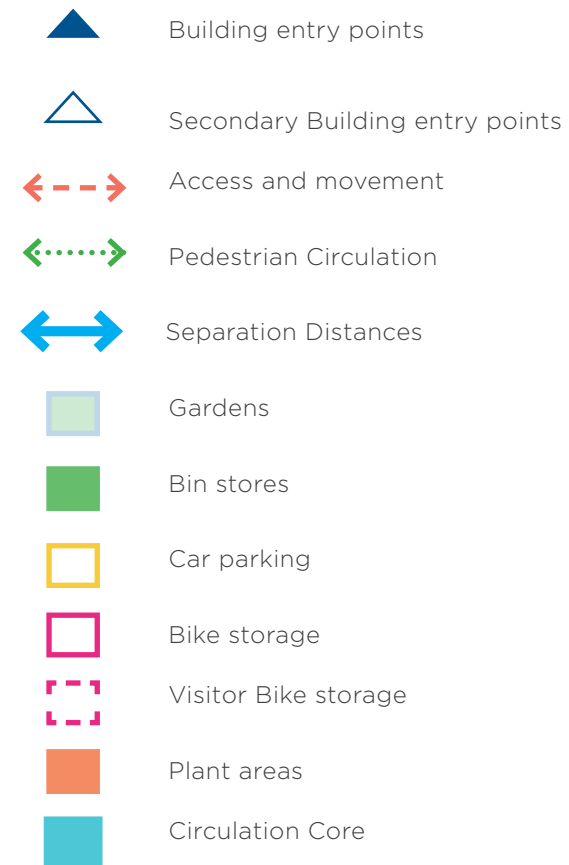 Building entry points
Secondary Building entry points
Access and movement
Pedestrian Circulation
Separation Distances
Gardens
Bin stores
Car parking
Bike storage
Visitor Bike storage
Plant areas
Circulation Core